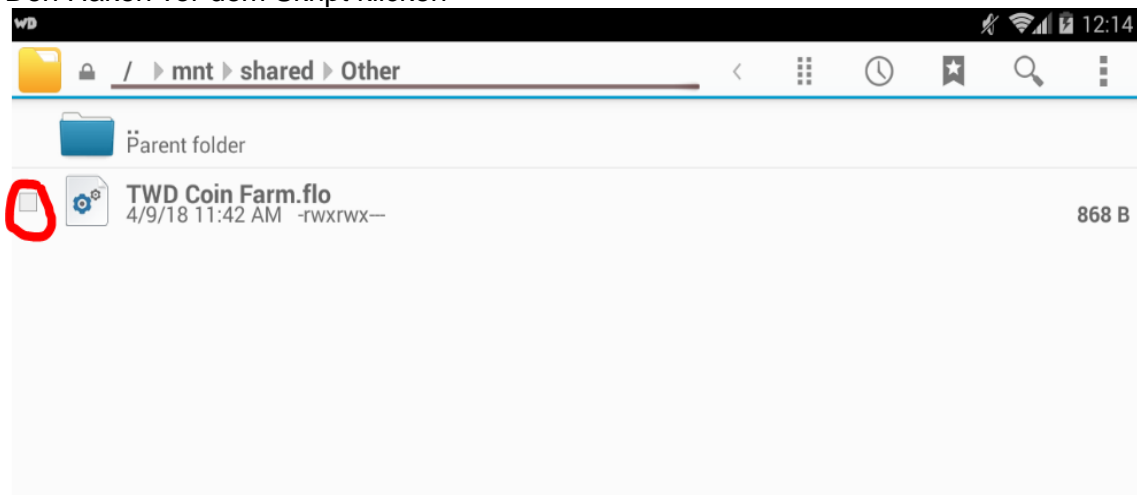 WD 12:14
/ mnt shared Other
..
Parent folder
TWD Coin Farm.flo
4/9/18 11:42 AM -rwxrwx---
868 B